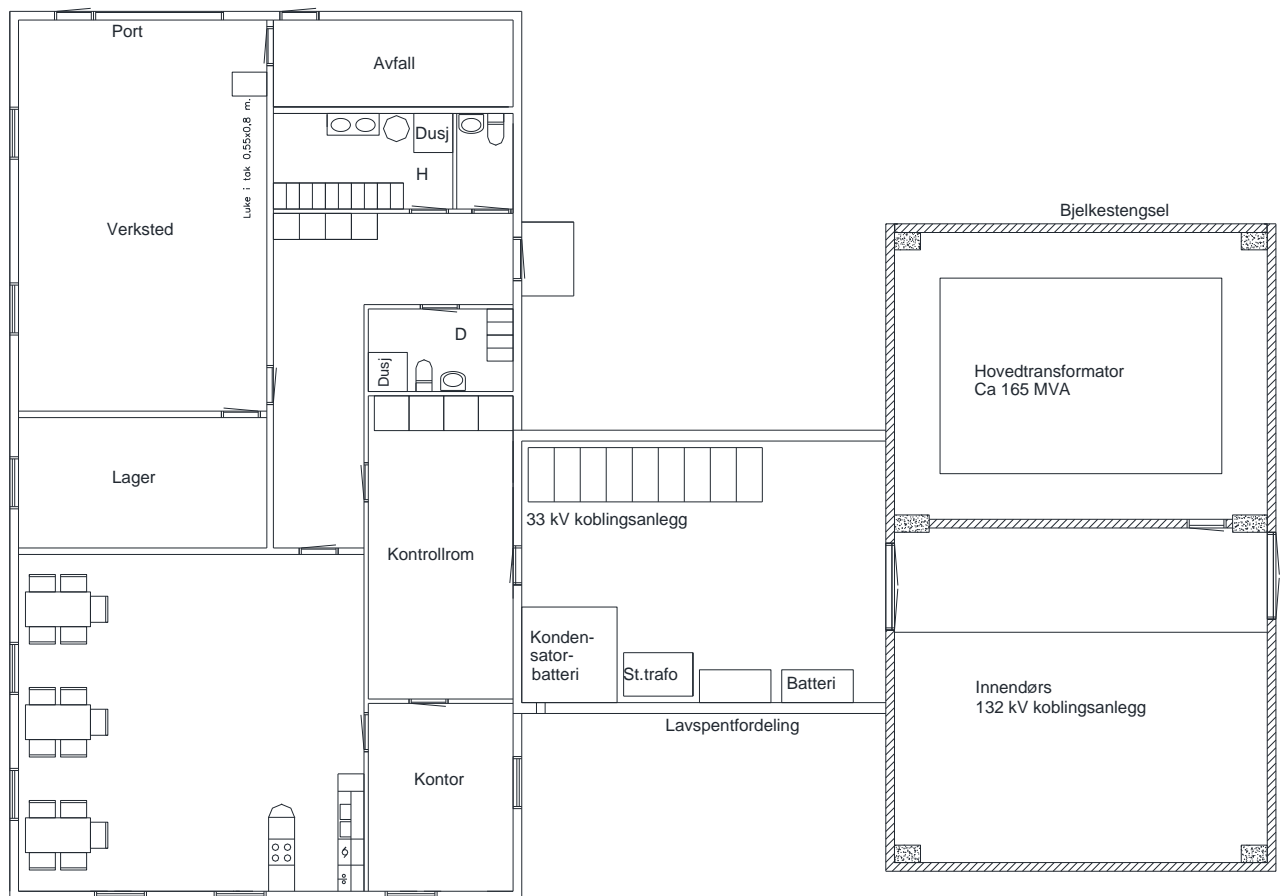 Port
Avfall
Luke i tak 0,55x0,8 m.
Dusj
H
Verksted
Bjelkestengsel
D
Dusj
Hovedtransformator
Ca 165 MVA
Lager
33 kV koblingsanlegg
Kontrollrom
Konden-
sator-
batteri
St.trafo
Batteri
Innendørs
132 kV koblingsanlegg
Lavspentfordeling
Kontor